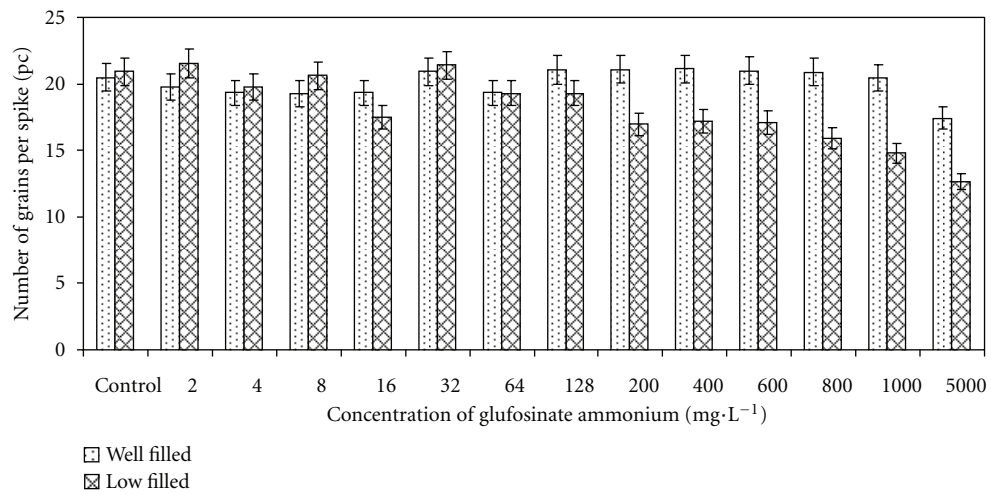 25
20
15
10
5
0
Number of grains per spike (pc)
Control 2 4 8 16 32 64 128 200 400 600 800 1000 5000
Concentration of glufosinate ammonium (mg·L−1)
Well filled
Low filled